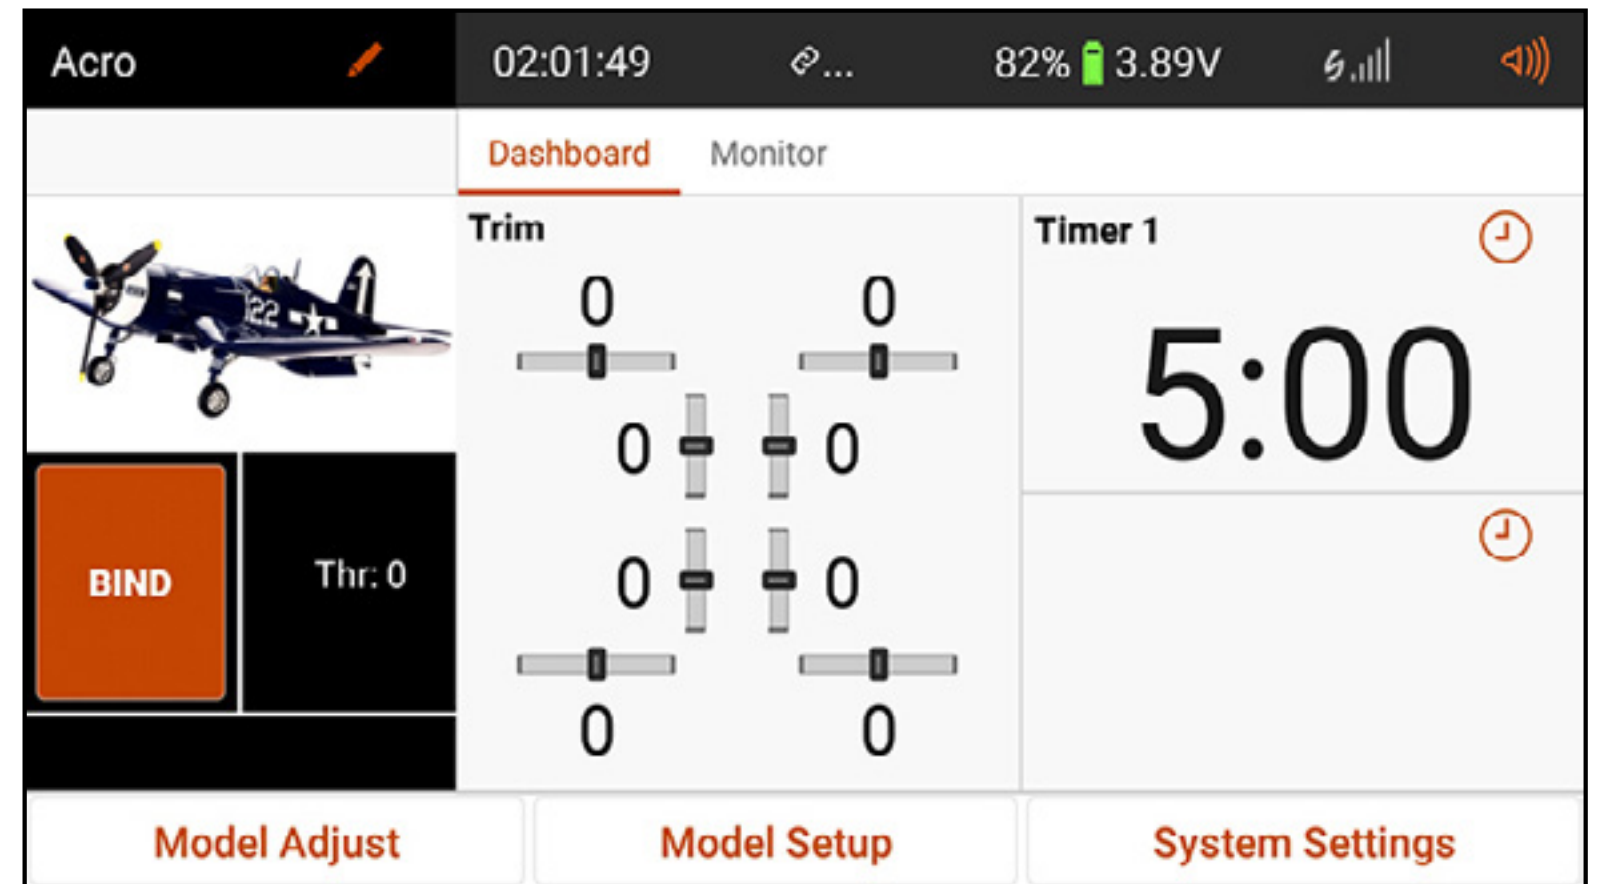 Acro
02:01:49 ... 82% 3.89V
Dashboard Monitor
Trim
0 0
0 0
0 0
0 0
Timer 1
5:00
122
BIND
Thr: 0
Model Adjust Model Setup System Settings